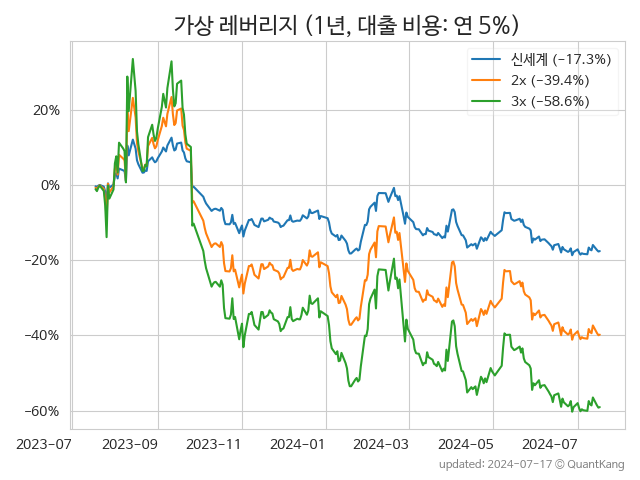 가상 레버리지 (1년, 대출 비용: 연 5%)
신세계 (−17.3%)
2x (−39.4%)
3x (−58.6%)
20%
0%
−20%
−40%
−60%
2023-07 2023-09 2023-11 2024-01 2024-03 2024-05 2024-07
updated: 2024-07-17 © QuantKang